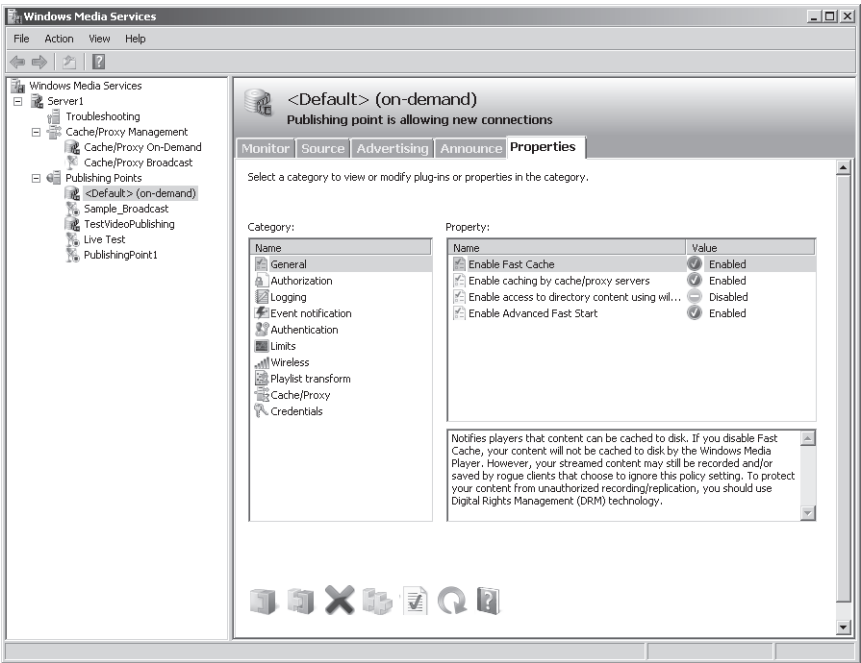 Windows Media Services
File Action View Help
Windows Media Services
Server1
Troubleshooting
Cache/Proxy Management
Cache/Proxy On-Demand
Cache/Proxy Broadcast
Publishing Points
<Default> (on-demand)
Sample_Broadcast
TestVideoPublishing
Live Test
PublishingPoint1
<Default> (on-demand)
Publishing point is allowing new connections
Monitor Source Advertising Announce Properties
Select a category to view or modify plug-ins or properties in the category.
Category:
Name
General
Authorization
Logging
Event notification
Authentication
Limits
Wireless
Playlist transform
Cache/Proxy
Credentials
Property:
Name Value
Enable Fast Cache Enabled
Enable caching by cache/proxy servers Enabled
Enable access to directory content using wil... Disabled
Enable Advanced Fast Start Enabled
Notifies players that content can be cached to disk. If you disable Fast
Cache, your content will not be cached to disk by the Windows Media
Player. However, your streamed content may still be recorded and/or
saved by rogue clients that choose to ignore this policy setting. To protect
your content from unauthorized recording/replication, you should use
Digital Rights Management (DRM) technology.